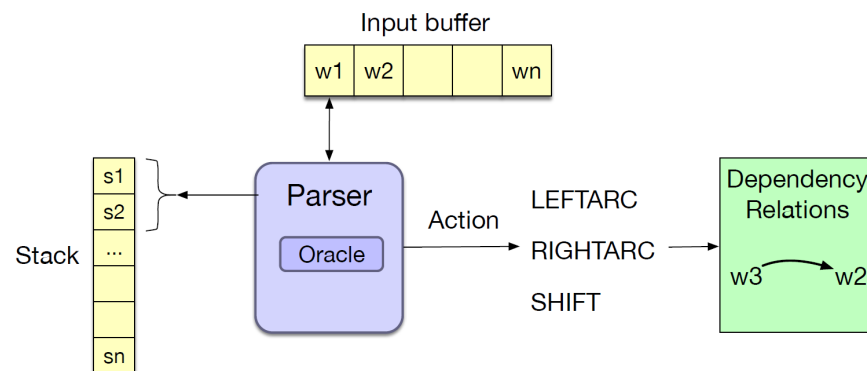 Input buffer
w1 w2 wn
s1
s2
...
sn
Stack
Parser
Oracle
Action
LEFTARC
RIGHTARC
SHIFT
Dependency
Relations
w3 w2